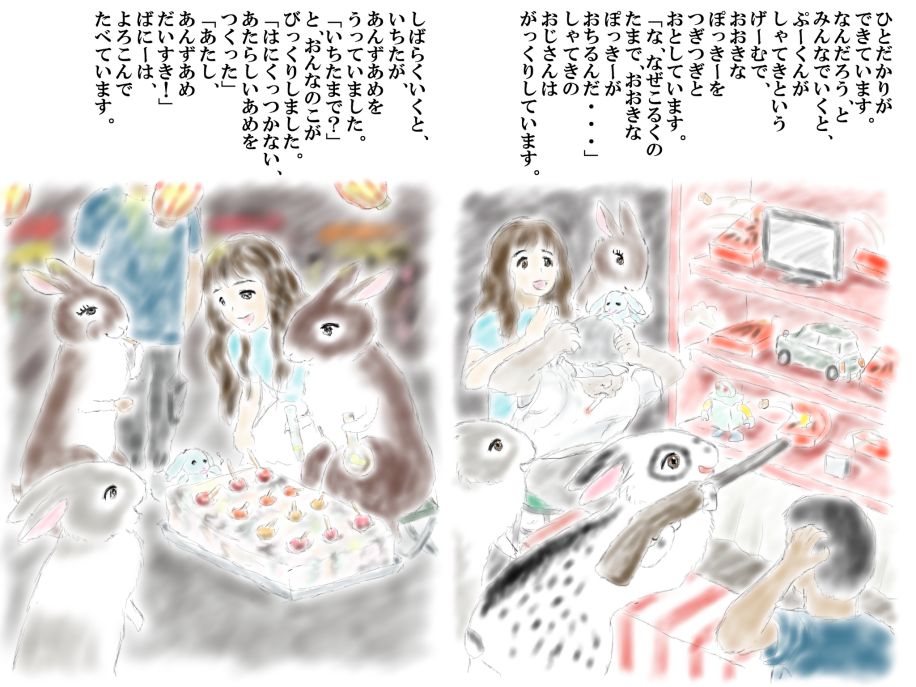 ひとだかりが
できています。
なんだろう、と
みんなでいくと、
ぷーくんが
しゃてきという
げーむで、
おおきな
ぽっきーを
つぎつぎと
おとしています。
「な、なぜこるくの
たまで、おおきな
ぽっきーが
おちるんだ・・・」
しゃてきの
おじさんは
がっくりしています。
しばらくいくと、
いちたが、
あんずあめを
うっていました。
「いちたまで？」
と、おんなのこが
びっくりしました。
「はにくっつかない、
あたらしいあめを
つくった」
「あたし、
あんずあめ
だいすき！」
ばにーは、
よろこんで
たべています。